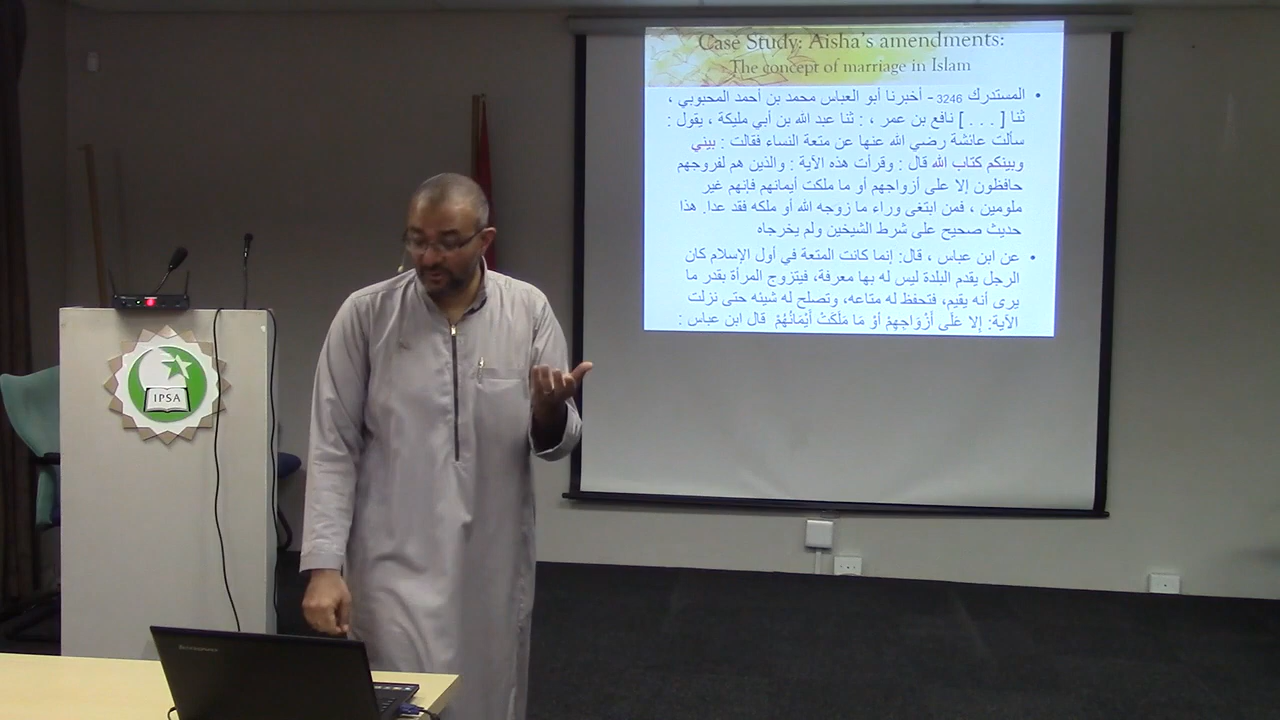 Case Study: Aisha's amendments:
The concept of marriage in Islam
• المستدرك 3246 - أخبرنا أبو العباس محمد بن أحمد المحبوبي ،
ثنا [ . . . ] نافع بن عمر ، : ثنا عبد الله بن أبي مليكة ، يقول :
سألت عائشة رضي الله عنها عن متعة النساء فقالت : بيني
وبينكم كتاب الله قال : وقرأت هذه الآية : والذين هم لفروجهم
حافظون إلا على أزواجهم أو ما ملكت أيمانهم فإنهم غير
ملومين ، فمن ابتغى وراء ما زوجه الله أو ملكه فقد عدا. هذا
حديث صحيح على شرط الشيخين ولم يخرجاه
• عن ابن عباس ، قال: إنما كانت المتعة في أول الإسلام كان
الرجل يقدم البلدة ليس له بها معرفة، فيتزوج المرأة بقدر ما
يرى أنه يقيم، فتحفظ له متاعه، وتصلح له شيئه حتى نزلت
الآية: إِلا عَلَى أَزْوَاجِهِمْ أوْ مَا مَلَكَتْ أَيْمَانُهُمْ قال ابن عباس :
IPSA